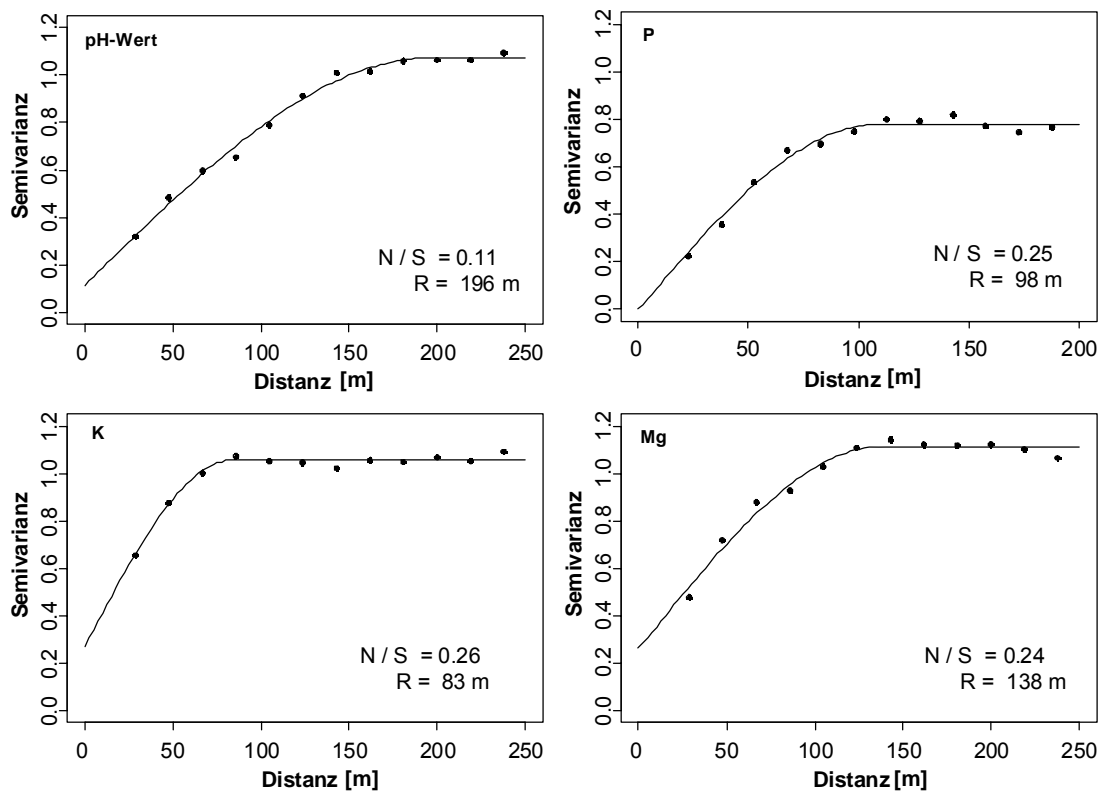 pH-Wert
Semivarianz
0.0 0.2 0.4 0.6 0.8 1.0 1.2
N / S = 0.11
R = 196 m
0 50 100 150 200 250
Distanz [m]
P
Semivarianz
0.0 0.2 0.4 0.6 0.8 1.0 1.2
N / S = 0.25
R = 98 m
0 50 100 150 200
Distanz [m]
K
Semivarianz
0.0 0.2 0.4 0.6 0.8 1.0 1.2
N / S = 0.26
R = 83 m
0 50 100 150 200 250
Distanz [m]
Mg
Semivarianz
0.0 0.2 0.4 0.6 0.8 1.0 1.2
N / S = 0.24
R = 138 m
0 50 100 150 200 250
Distanz [m]